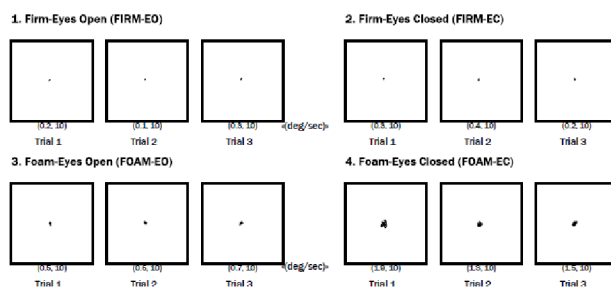 1. Firm-Eyes Open (FIRM-EO)
(0.2, 10) (0.1, 10) (0.3, 10) <(deg/sec)>
Trial 1 Trial 2 Trial 3
2. Firm-Eyes Closed (FIRM-EC)
(0.3, 10) (0.4, 10) (0.2, 10)
Trial 1 Trial 2 Trial 3
3. Foam-Eyes Open (FOAM-EO)
(0.5, 10) (0.6, 10) (0.7, 10) <(deg/sec)>
Trial 1 Trial 2 Trial 3
4. Foam-Eyes Closed (FOAM-EC)
(1.9, 10) (1.3, 10) (1.5, 10)
Trial 1 Trial 2 Trial 3